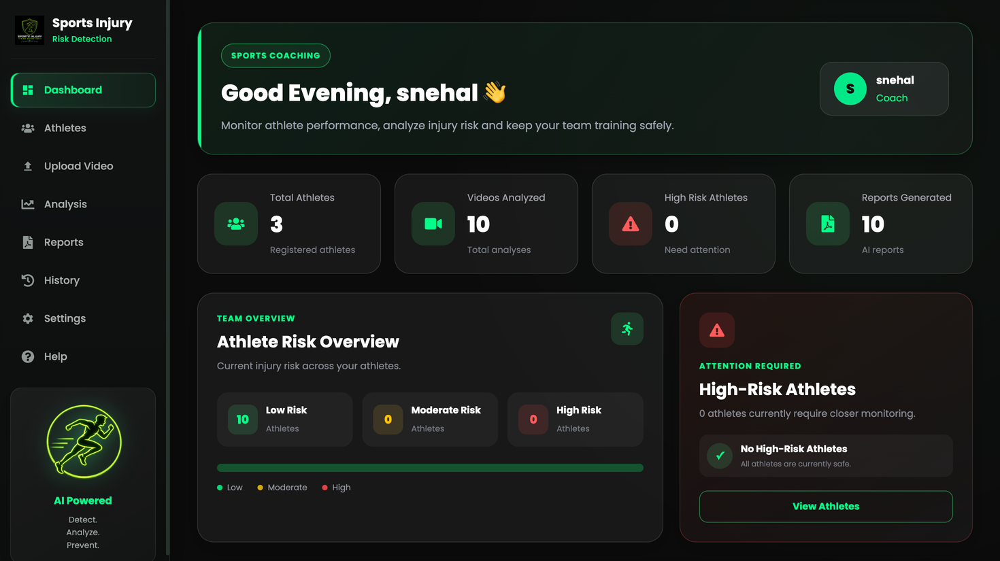 Sports Injury
Risk Detection
Dashboard
Athletes
Upload Video
Analysis
Reports
History
Settings
Help
AI Powered
Detect.
Analyze.
Prevent.
SPORTS COACHING
Good Evening, snehal 👋
Monitor athlete performance, analyze injury risk and keep your team training safely.
S
snehal
Coach
Total Athletes
3
Registered athletes
Videos Analyzed
10
Total analyses
High Risk Athletes
0
Need attention
Reports Generated
10
AI reports
TEAM OVERVIEW
Athlete Risk Overview
Current injury risk across your athletes.
10
Low Risk
Athletes
0
Moderate Risk
Athletes
0
High Risk
Athletes
Low
Moderate
High
ATTENTION REQUIRED
High-Risk Athletes
0 athletes currently require closer monitoring.
✓
No High-Risk Athletes
All athletes are currently safe.
View Athletes